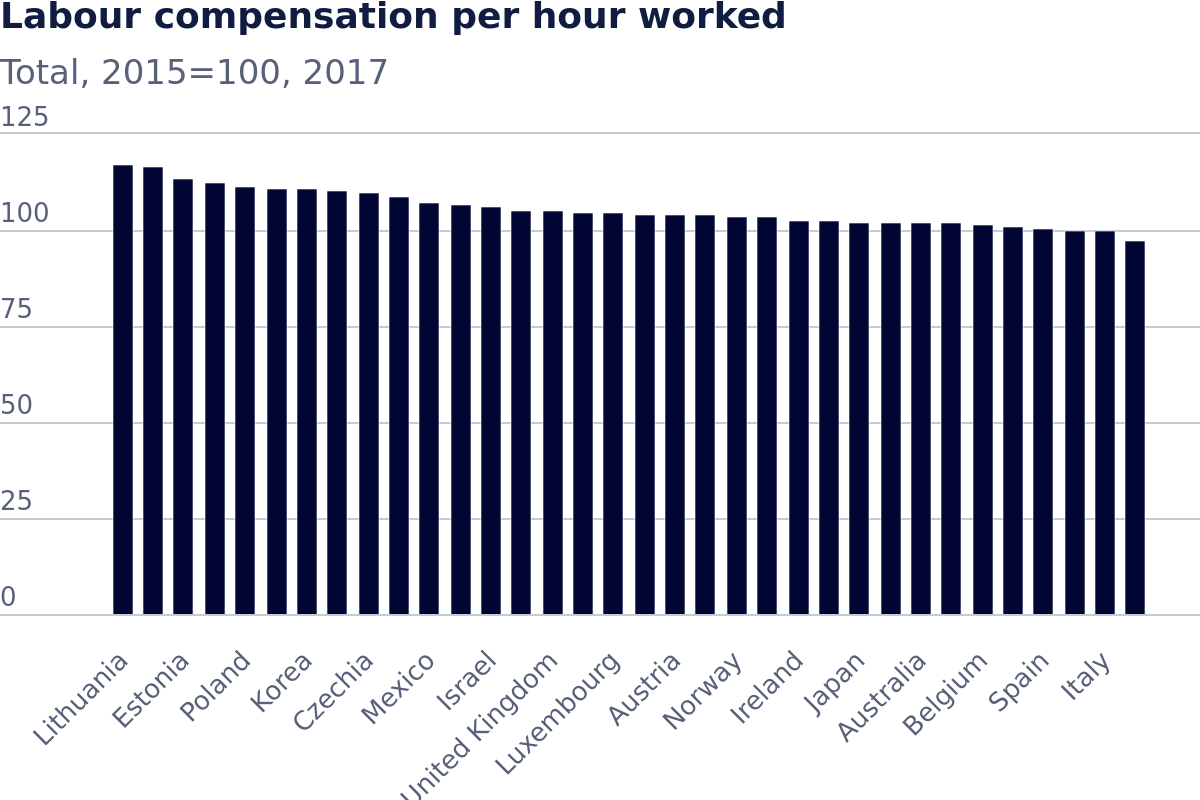 Labour compensation per hour worked
Total, 2015=100, 2017
125
100
75
50
25
0
Lithuania
Estonia
Poland
Korea
Czechia
Mexico
Israel
United Kingdom
Luxembourg
Austria
Norway
Ireland
Japan
Australia
Belgium
Spain
Italy